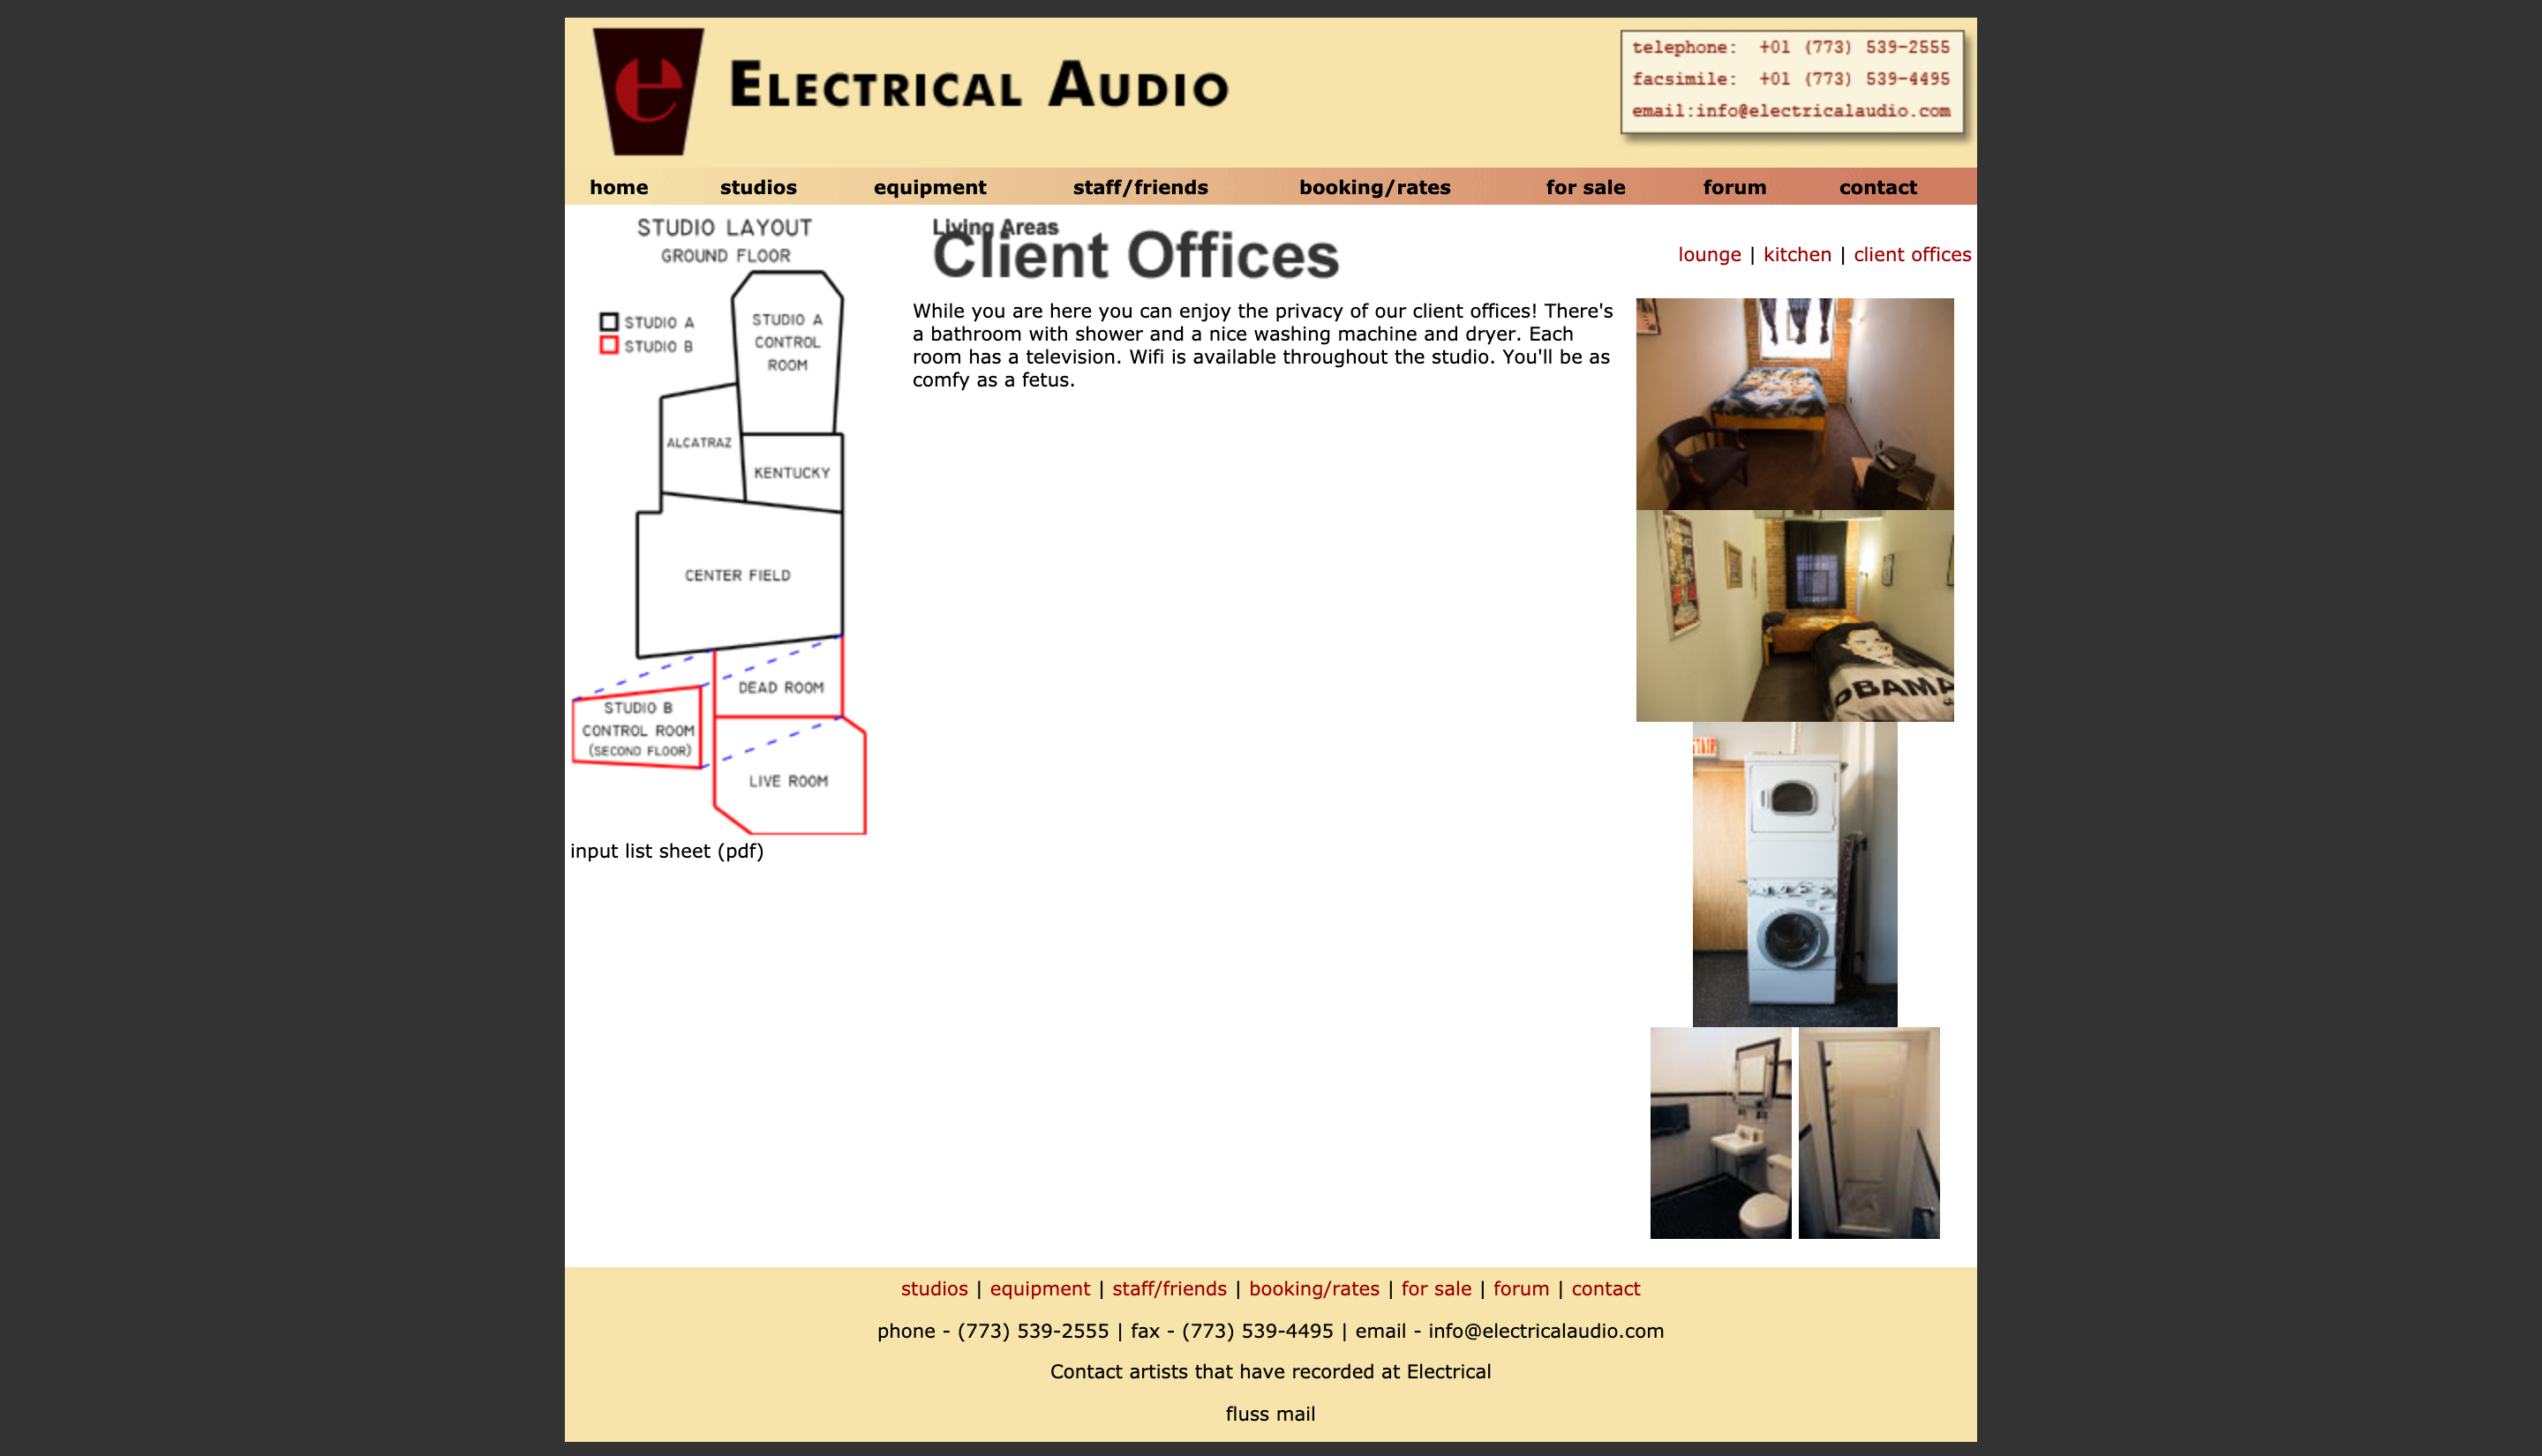 e ELECTRICAL AUDIO
telephone: +01 (773) 539-2555
facsimile: +01 (773) 539-4495
email:info@electricalaudio.com
home studios equipment staff/friends booking/rates for sale forum contact
STUDIO LAYOUT
GROUND FLOOR
STUDIO A
STUDIO B
STUDIO A
CONTROL
ROOM
ALCATRAZ
KENTUCKY
CENTER FIELD
DEAD ROOM
STUDIO B
CONTROL ROOM
(SECOND FLOOR)
LIVE ROOM
input list sheet (pdf)
Living Areas
Client Offices
lounge | kitchen | client offices
While you are here you can enjoy the privacy of our client offices! There's
a bathroom with shower and a nice washing machine and dryer. Each
room has a television. Wifi is available throughout the studio. You'll be as
comfy as a fetus.
OBAMA
STAIR
studios | equipment | staff/friends | booking/rates | for sale | forum | contact
phone - (773) 539-2555 | fax - (773) 539-4495 | email - info@electricalaudio.com
Contact artists that have recorded at Electrical
fluss mail